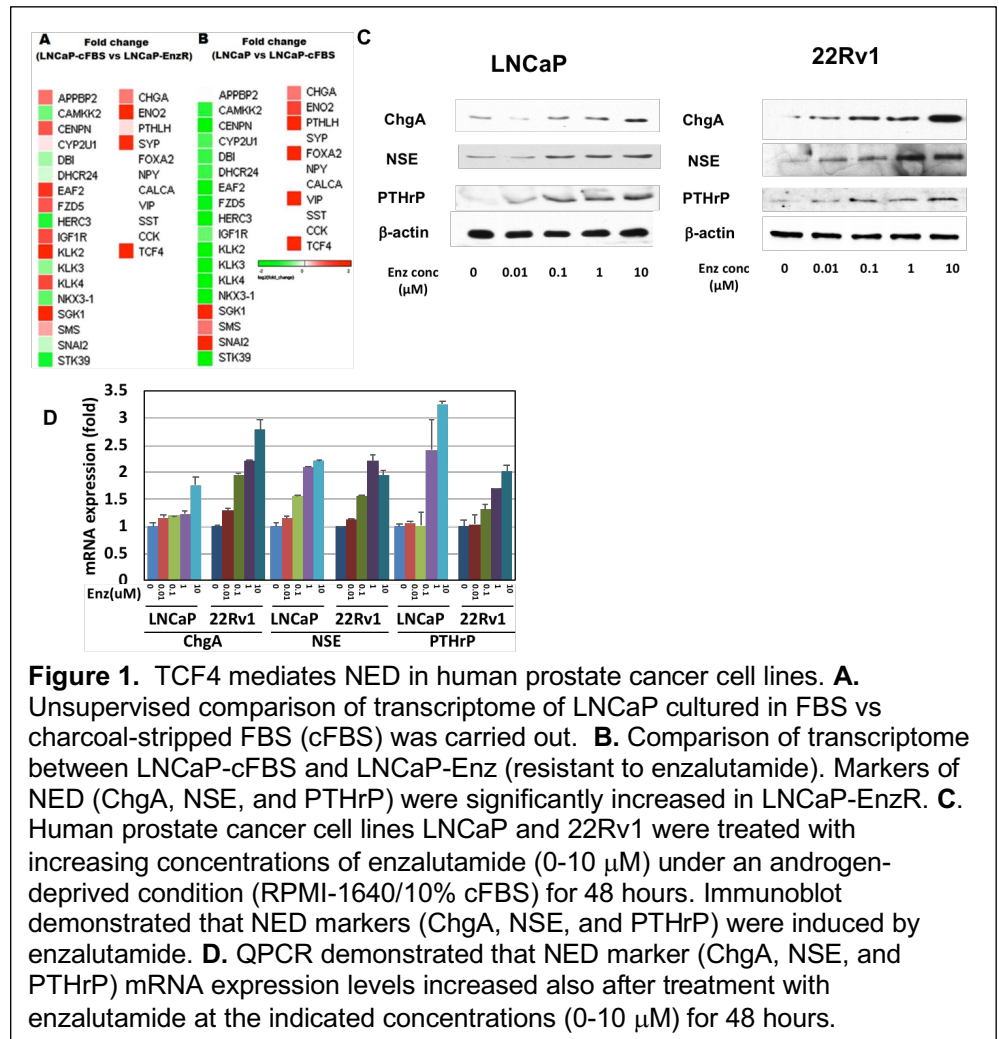 A
Fold change
(LNCaP-cFBS vs LNCaP-EnzR)
APPBP2
CAMKK2
CENPN
CYP2U1
DBI
DHCR24
EAF2
FZD5
HERC3
IGF1R
KLK2
KLK3
KLK4
NKX3-1
SGK1
SMS
SNAI2
STK39
CHGA
ENO2
PTHLH
SYP
FOXA2
NPY
CALCA
VIP
SST
CCK
TCF4
B
Fold change
(LNCaP vs LNCaP-cFBS
APPBP2
CAMKK2
CENPN
CYP2U1
DBI
DHCR24
EAF2
FZD5
HERC3
IGF1R
KLK2
KLK3
KLK4
NKX3-1
SGK1
SMS
SNAI2
STK39
CHGA
ENO2
PTHLH
SYP
FOXA2
NPY
CALCA
VIP
SST
CCK
TCF4
-2 0 2
log2(fold_change)
C
LNCaP
ChgA
NSE
PTHrP
β-actin
Enz conc 0 0.01 0.1 1 10
(μM)
22Rv1
ChgA
NSE
PTHrP
β-actin
Enz conc 0 0.01 0.1 1 10
(μM)
D
mRNA expression (fold)
3.5
3
2.5
2
1.5
1
0.5
0
Enz(uM) 0 0.01 0.1 1 10 0 0.01 0.1 1 10 0 0.01 0.1 1 10 0 0.01 0.1 1 10 0 0.01 0.1 1 10 0 0.01 0.1 1 10
LNCaP 22Rv1 LNCaP 22Rv1 LNCaP 22Rv1
ChgA NSE PTHrP
Figure 1. TCF4 mediates NED in human prostate cancer cell lines. A.
Unsupervised comparison of transcriptome of LNCaP cultured in FBS vs
charcoal-stripped FBS (cFBS) was carried out. B. Comparison of transcriptome
between LNCaP-cFBS and LNCaP-Enz (resistant to enzalutamide). Markers of
NED (ChgA, NSE, and PTHrP) were significantly increased in LNCaP-EnzR. C.
Human prostate cancer cell lines LNCaP and 22Rv1 were treated with
increasing concentrations of enzalutamide (0-10 μM) under an androgen-
deprived condition (RPMI-1640/10% cFBS) for 48 hours. Immunoblot
demonstrated that NED markers (ChgA, NSE, and PTHrP) were induced by
enzalutamide. D. QPCR demonstrated that NED marker (ChgA, NSE, and
PTHrP) mRNA expression levels increased also after treatment with
enzalutamide at the indicated concentrations (0-10 μM) for 48 hours.